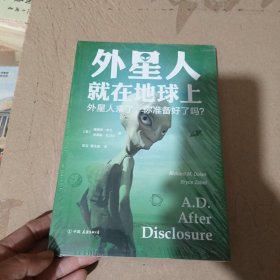 外星人
就在地球上
外星人来了，你准备好了吗？
Richard M. Dolan
Bryce Zabel
A.D.
After
Disclosure